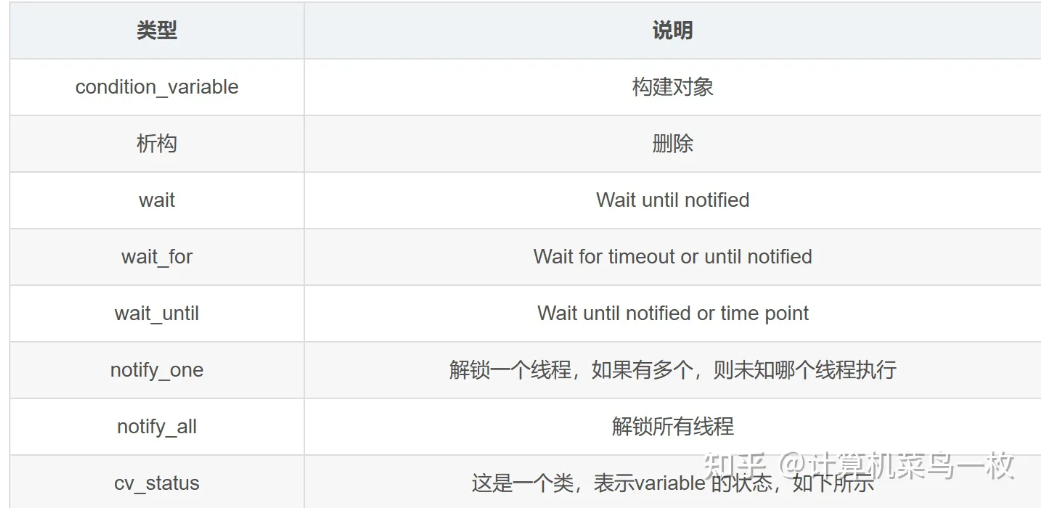 类型 说明
condition_variable 构建对象
析构 删除
wait Wait until notified
wait_for Wait for timeout or until notified
wait_until Wait until notified or time point
notify_one 解锁一个线程，如果有多个，则未知哪个线程执行
notify_all 解锁所有线程
cv_status 这是一个类，表示variable 的状态，如下所示
知乎 @计算机菜鸟一枚